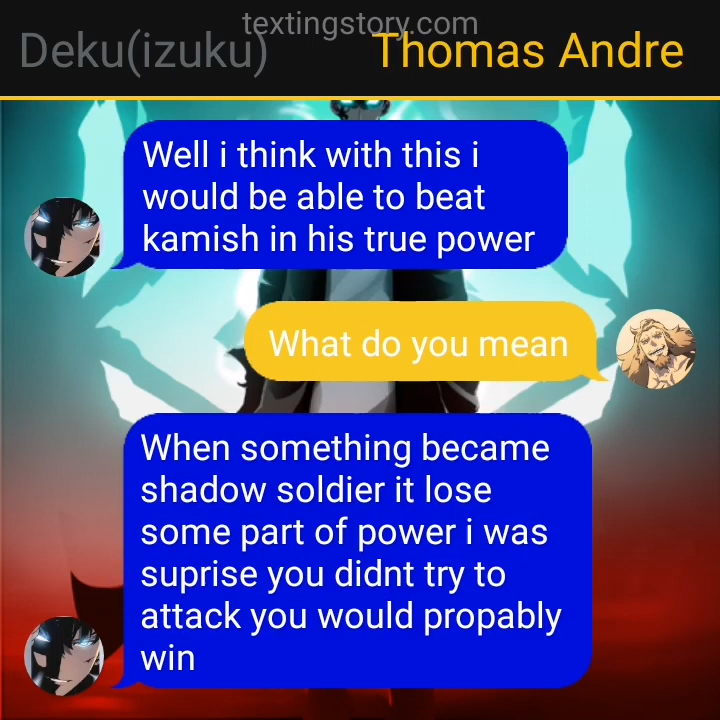 textingstory.com
Deku(izuku) Thomas Andre
Well i think with this i
would be able to beat
kamish in his true power
What do you mean
When something became
shadow soldier it lose
some part of power i was
suprise you didnt try to
attack you would propably
win